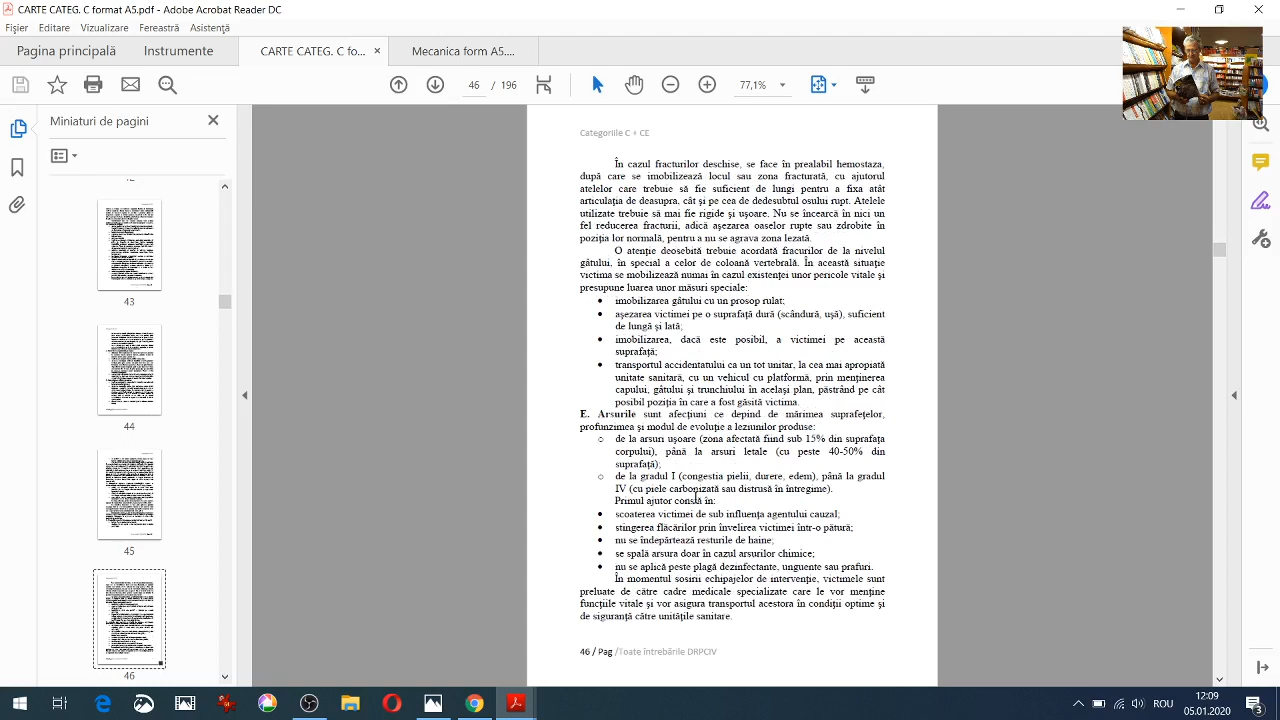 CARTE CATEG. C format A5.pdf - Adobe Acrobat Reader DC
Fișier Editare Vizualizare Fereastră Asistență
Pagina principală Instrumente CARTE CATEG. C fo... × Mecanica form A5....
46 / 196 77,1%
Miniaturi de pagini
43
44
45
46
Categoriile C + CE
În cazul fracturilor deschise, se face în prealabil hemostaza,
după care se imobilizează locul sau zona fracturată, cu ajutorul
atelelor care trebuie să fie suficient de lungi pentru a fixa atât
articulația de deasupra, cât și pe cea de dedesubtul osului rupt. Atelele
utilizate trebuie să mai fie rigide și ușoare. Nu se încearcă în nici un
fel reducerea fracturii, adică așezarea oaselor rupte sau zdrobite în
poziția lor normală, pentru a nu se agrava zona lezată.
O atenție deosebită trebuie acordată fracurilor de la nivelul
gâtului, în special a celor de coloană vertebrală. În această situație
victima se mobilizează numai în cazul existenței unor pericole vitale și
presupune luarea unor măsuri speciale:
• imobilizarea gâtului cu un prosop rulat;
• așezarea victimei pe o suprafață dură (scândură, ușă), suficient
de lungă și lată;
• imobilizarea, dacă este posibil, a victimei pe această
suprafață;
• transportul accidentatului ca un tot unitar, la cea mai apropiată
unitate sanitară, cu un vehicul cu platformă, prin menținerea
capului, gâtului și trunchiului în același plan, păstrând pe cât
posibil poziția în care a fost găsită victima.
E. Arsurile sunt afecțiuni ce depind de mărimea suprafețelor,
profunzimea și modul de evoluție a leziunilor produse:
o de la arsuri ușoare (zona afectată fiind sub 15% din suprafața
corpului), până la arsuri letale (cu peste 40-50% din
suprafață);
o de la gradul I (congestia pielii, durere, edem), până la gradul
IV (cu piele carbonizată sau distrusă în întregime).
Primul ajutor constă în:
• scoaterea victimei de sub influența agentului cauzal;
• stingerea flăcărilor prin învelirea victimei într-o pătură;
• nu se îndepărtează resturile de haine;
• se spală arsura doar în cazul arsurilor chimice;
• nu se aplică peste plagă dezinfectante, unguente sau prafuri.
În momentul sosirii echipajelor de intervenție, victimele sunt
preluate de către cadre medicale specializate care le vor menține
funcțiile vitale și vor asigura transportul acestora în condiții optime și
de siguranță către unitățile sanitare.
46 / Pag /Toate întrebările DRPCIV
ROU
12:09
05.01.2020
3